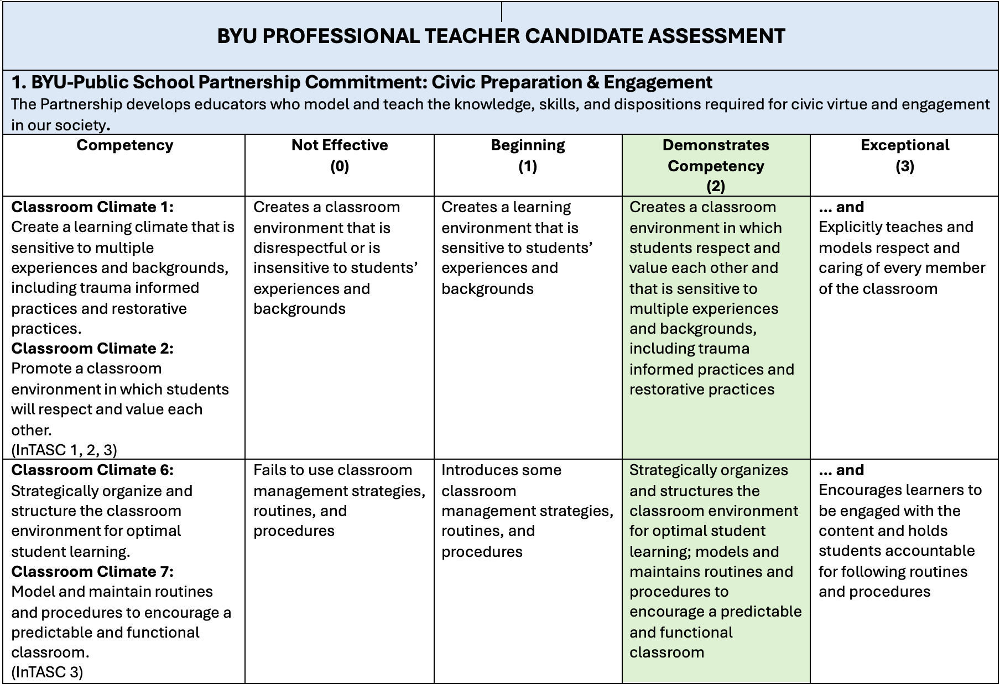 BYU PROFESSIONAL TEACHER CANDIDATE ASSESSMENT
1. BYU-Public School Partnership Commitment: Civic Preparation & Engagement
The Partnership develops educators who model and teach the knowledge, skills, and dispositions required for civic virtue and engagement
in our society.
Competency
Not Effective
(0)
Beginning
(1)
Demonstrates
Competency
(2)
Exceptional
(3)
Classroom Climate 1:
Create a learning climate that is
sensitive to multiple
experiences and backgrounds,
including trauma informed
practices and restorative
practices.
Classroom Climate 2:
Promote a classroom
environment in which students
will respect and value each
other.
(InTASC 1, 2, 3)
Creates a classroom
environment that is
disrespectful or is
insensitive to students’
experiences and
backgrounds
Creates a learning
environment that is
sensitive to students’
experiences and
backgrounds
Creates a classroom
environment in which
students respect and
value each other and
that is sensitive to
multiple experiences
and backgrounds,
including trauma
informed practices and
restorative practices
... and
Explicitly teaches and
models respect and
caring of every member
of the classroom
Classroom Climate 6:
Strategically organize and
structure the classroom
environment for optimal
student learning.
Classroom Climate 7:
Model and maintain routines
and procedures to encourage a
predictable and functional
classroom.
(InTASC 3)
Fails to use classroom
management strategies,
routines, and
procedures
Introduces some
classroom
management strategies,
routines, and
procedures
Strategically organizes
and structures the
classroom environment
for optimal student
learning; models and
maintains routines and
procedures to
encourage a predictable
and functional
classroom
... and
Encourages learners to
be engaged with the
content and holds
students accountable
for following routines
and procedures